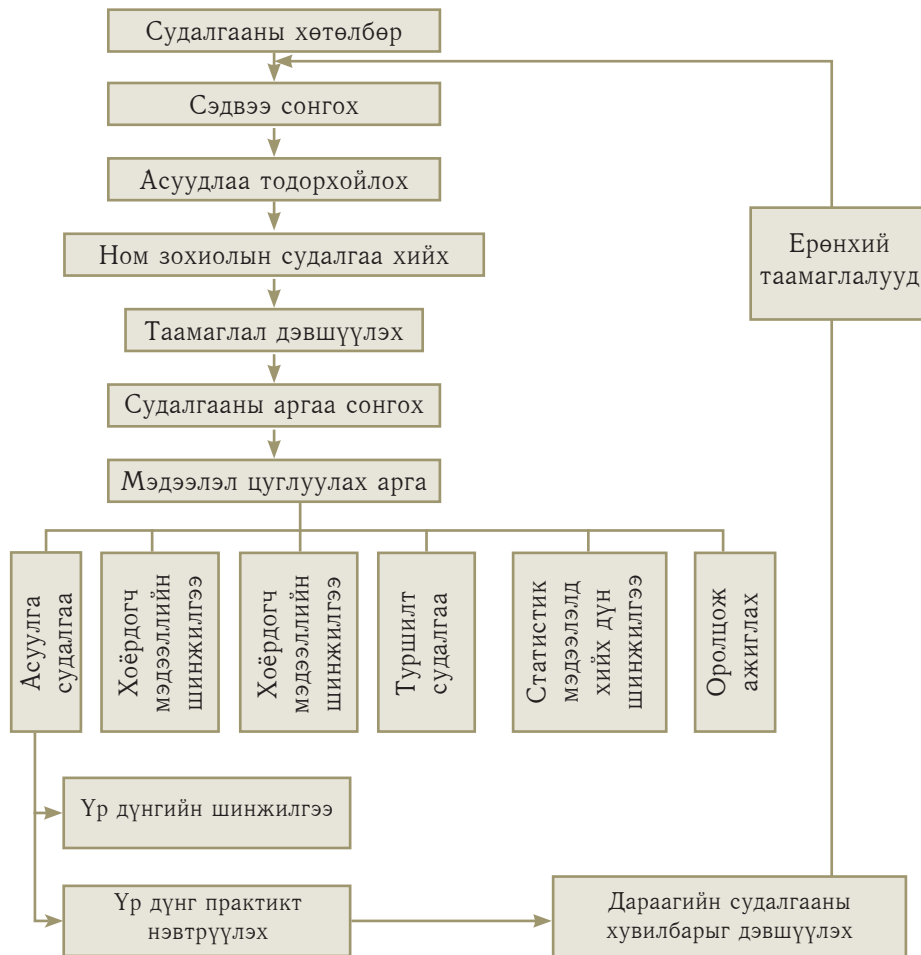 Судалгааны хөтөлбөр
Сэдвээ сонгох
Асуудлаа тодорхойлох
Ном зохиолын судалгаа хийх
Таамаглал дэвшүүлэх
Судалгааны аргаа сонгох
Мэдээлэл цуглуулах арга
Ерөнхий
таамаглалууд
Асуулга
судалгаа
Хоёрдогч
мэдээллийн
шинжилгээ
Хоёрдогч
мэдээллийн
шинжилгээ
Туршилт
судалгаа
Статистик
мэдээлэлд
хийх дүн
шинжилгээ
Оролцож
ажиглах
Үр дүнгийн шинжилгээ
Үр дүнг практикт
нэвтрүүлэх
Дараагийн судалгааны
хувилбарыг дэвшүүлэх